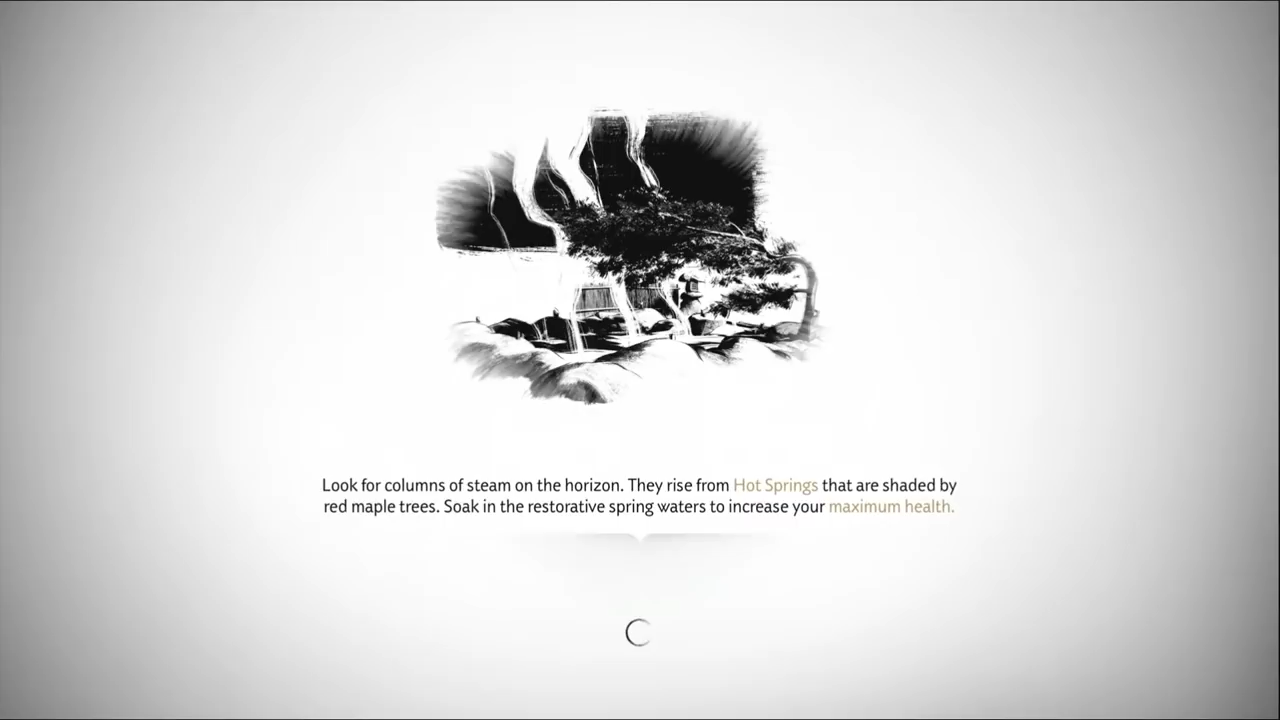 Look for columns of steam on the horizon. They rise from Hot Springs that are shaded by
red maple trees. Soak in the restorative spring waters to increase your maximum health.